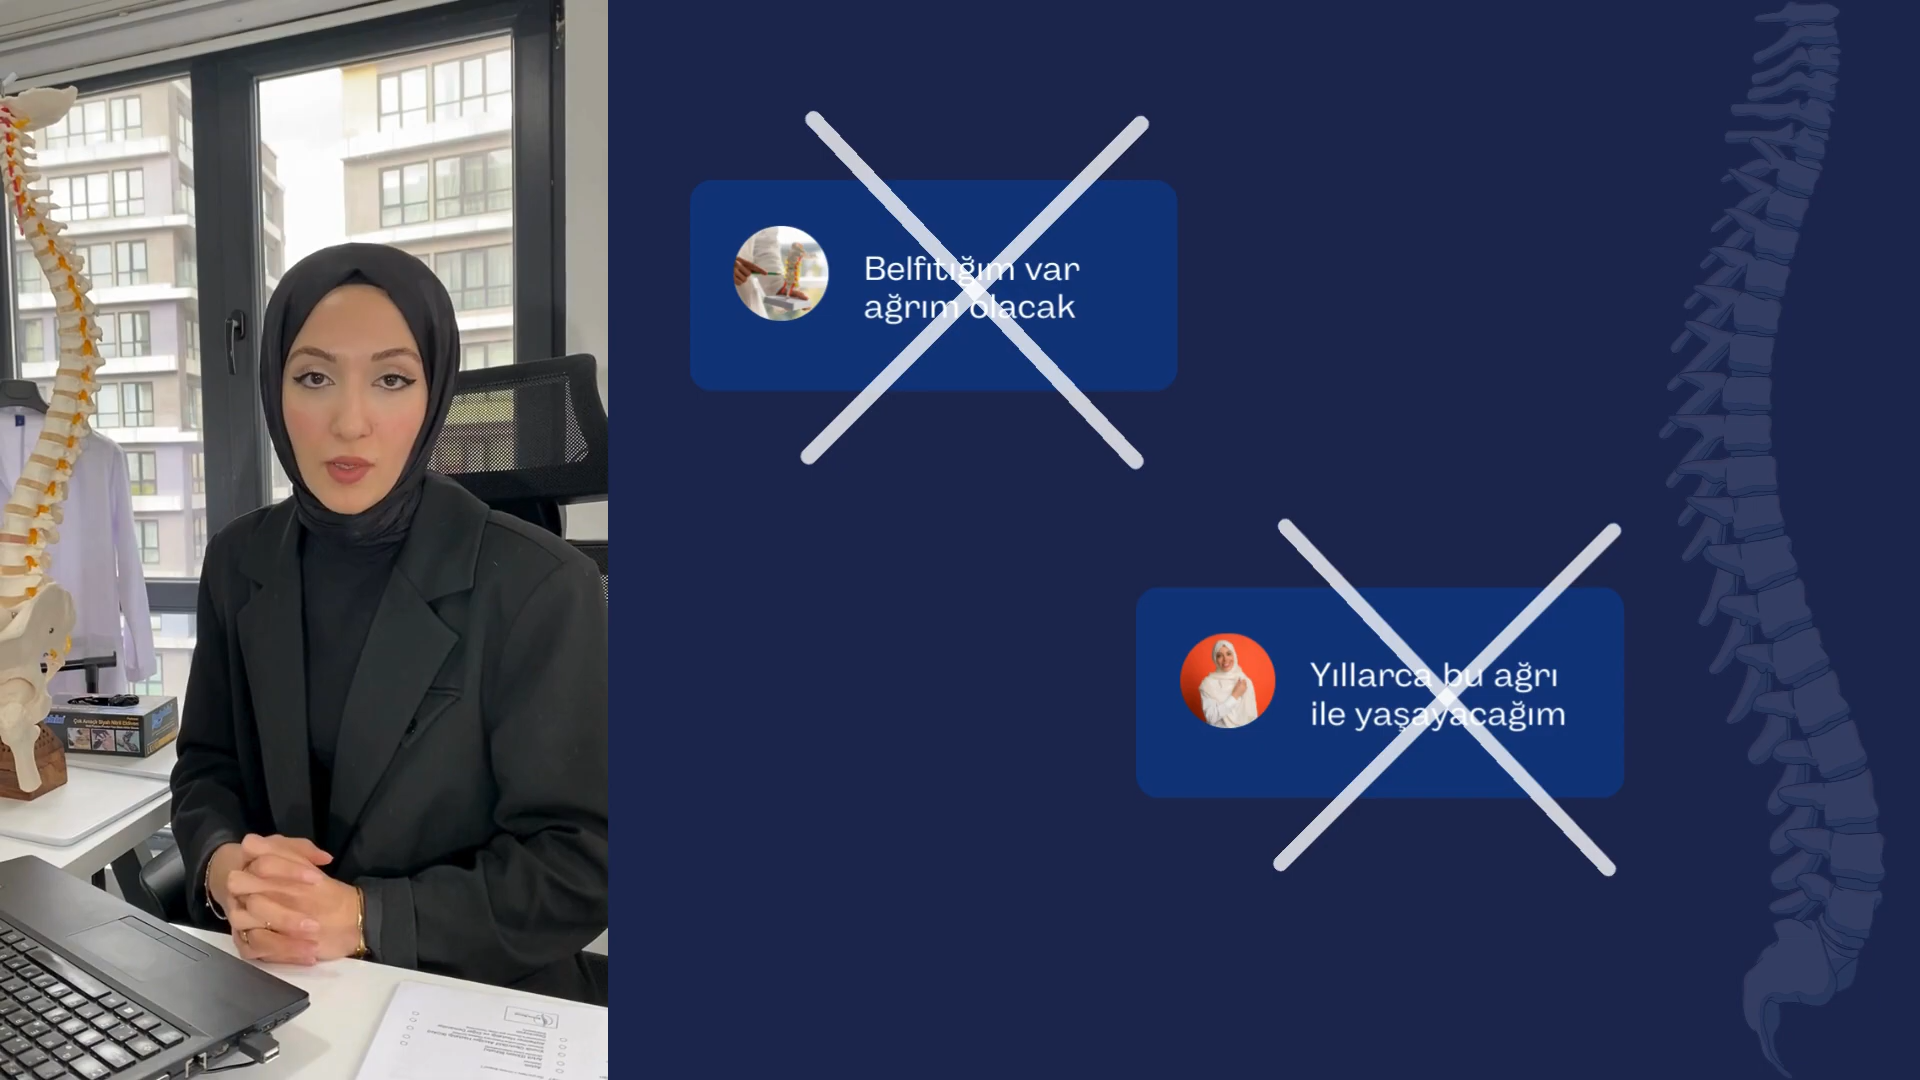 Belfıtığım var
ağrım olacak
Yıllarca bu ağrı
ile yaşayacağım